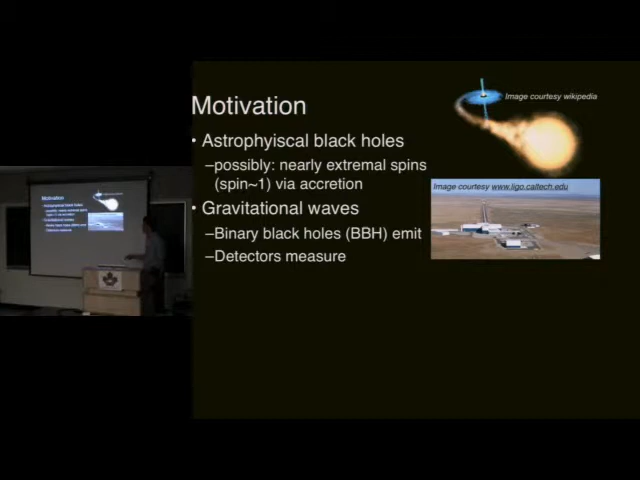 Motivation
Image courtesy wikipedia
• Astrophyiscal black holes
–possibly: nearly extremal spins
(spin~1) via accretion
Image courtesy www.ligo.caltech.edu
• Gravitational waves
–Binary black holes (BBH) emit
–Detectors measure
Motivation